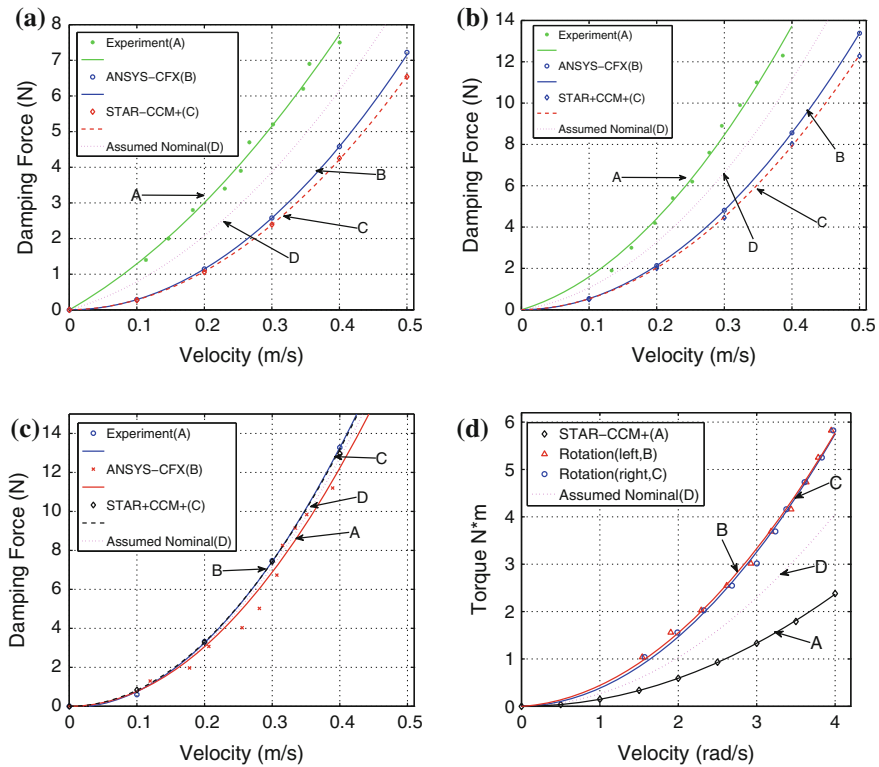 (a)
8
7
6
5
4
3
2
1
0
Damping Force (N)
Experiment(A)
ANSYS−CFX(B)
STAR−CCM+(C)
Assumed Nominal(D)
A
B
C
D
0
0.1
0.2
0.3
0.4
0.5
Velocity (m/s)
(b)
14
12
10
8
6
4
2
0
Damping Force (N)
Experiment(A)
ANSYS−CFX(B)
STAR+CCM+(C)
Assumed Nominal(D)
A
B
C
D
0
0.1
0.2
0.3
0.4
0.5
Velocity (m/s)
(c)
14
12
10
8
6
4
2
0
Damping Force (N)
Experiment(A)
ANSYS−CFX(B)
STAR+CCM+(C)
Assumed Nominal(D)
C
D
A
B
0
0.1
0.2
0.3
0.4
0.5
Velocity (m/s)
(d)
6
5
4
3
2
1
0
Torque N*m
STAR−CCM+(A)
Rotation(left,B)
Rotation(right,C)
Assumed Nominal(D)
C
B
D
A
0
1
2
3
4
Velocity (rad/s)